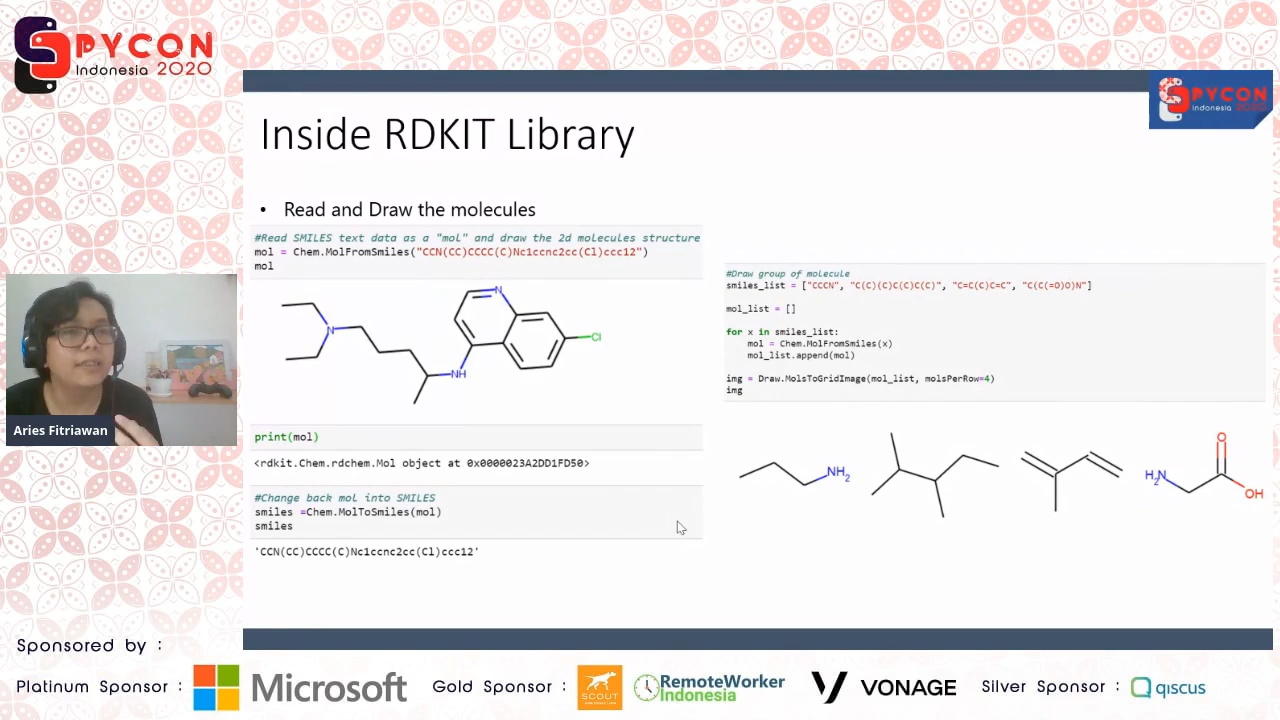 PYCON
Indonesia 2020
PYCON
Indonesia 2020
Inside RDKIT Library
• Read and Draw the molecules
#Read SMILES text data as a "mol" and draw the 2d molecules structure
mol = Chem.MolFromSmiles("CCN(CC)CCCC(C)Nc1ccnc2cc(Cl)ccc12")
mol
N
N
Cl
NH
print(mol)
<rdkit.Chem.rdchem.Mol object at 0x0000023A2DD1FD50>
#Change back mol into SMILES
smiles =Chem.MolToSmiles(mol)
smiles
'CCN(CC)CCCC(C)Nc1ccnc2cc(Cl)ccc12'
#Draw group of molecule
smiles_list = ["CCCN", "C(C)(C)C(C)C(C)", "C=C(C)C=C", "C(C(=O)O)N"]
mol_list = []
for x in smiles_list:
mol = Chem.MolFromSmiles(x)
mol_list.append(mol)
img = Draw.MolsToGridImage(mol_list, molsPerRow=4)
img
NH2
H2N
O
OH
Aries Fitriawan
Sponsored by :
Platinum Sponsor :
Microsoft
Gold Sponsor :
SCOUT
RemoteWorker
Indonesia
VONAGE
Silver Sponsor :
qiscus